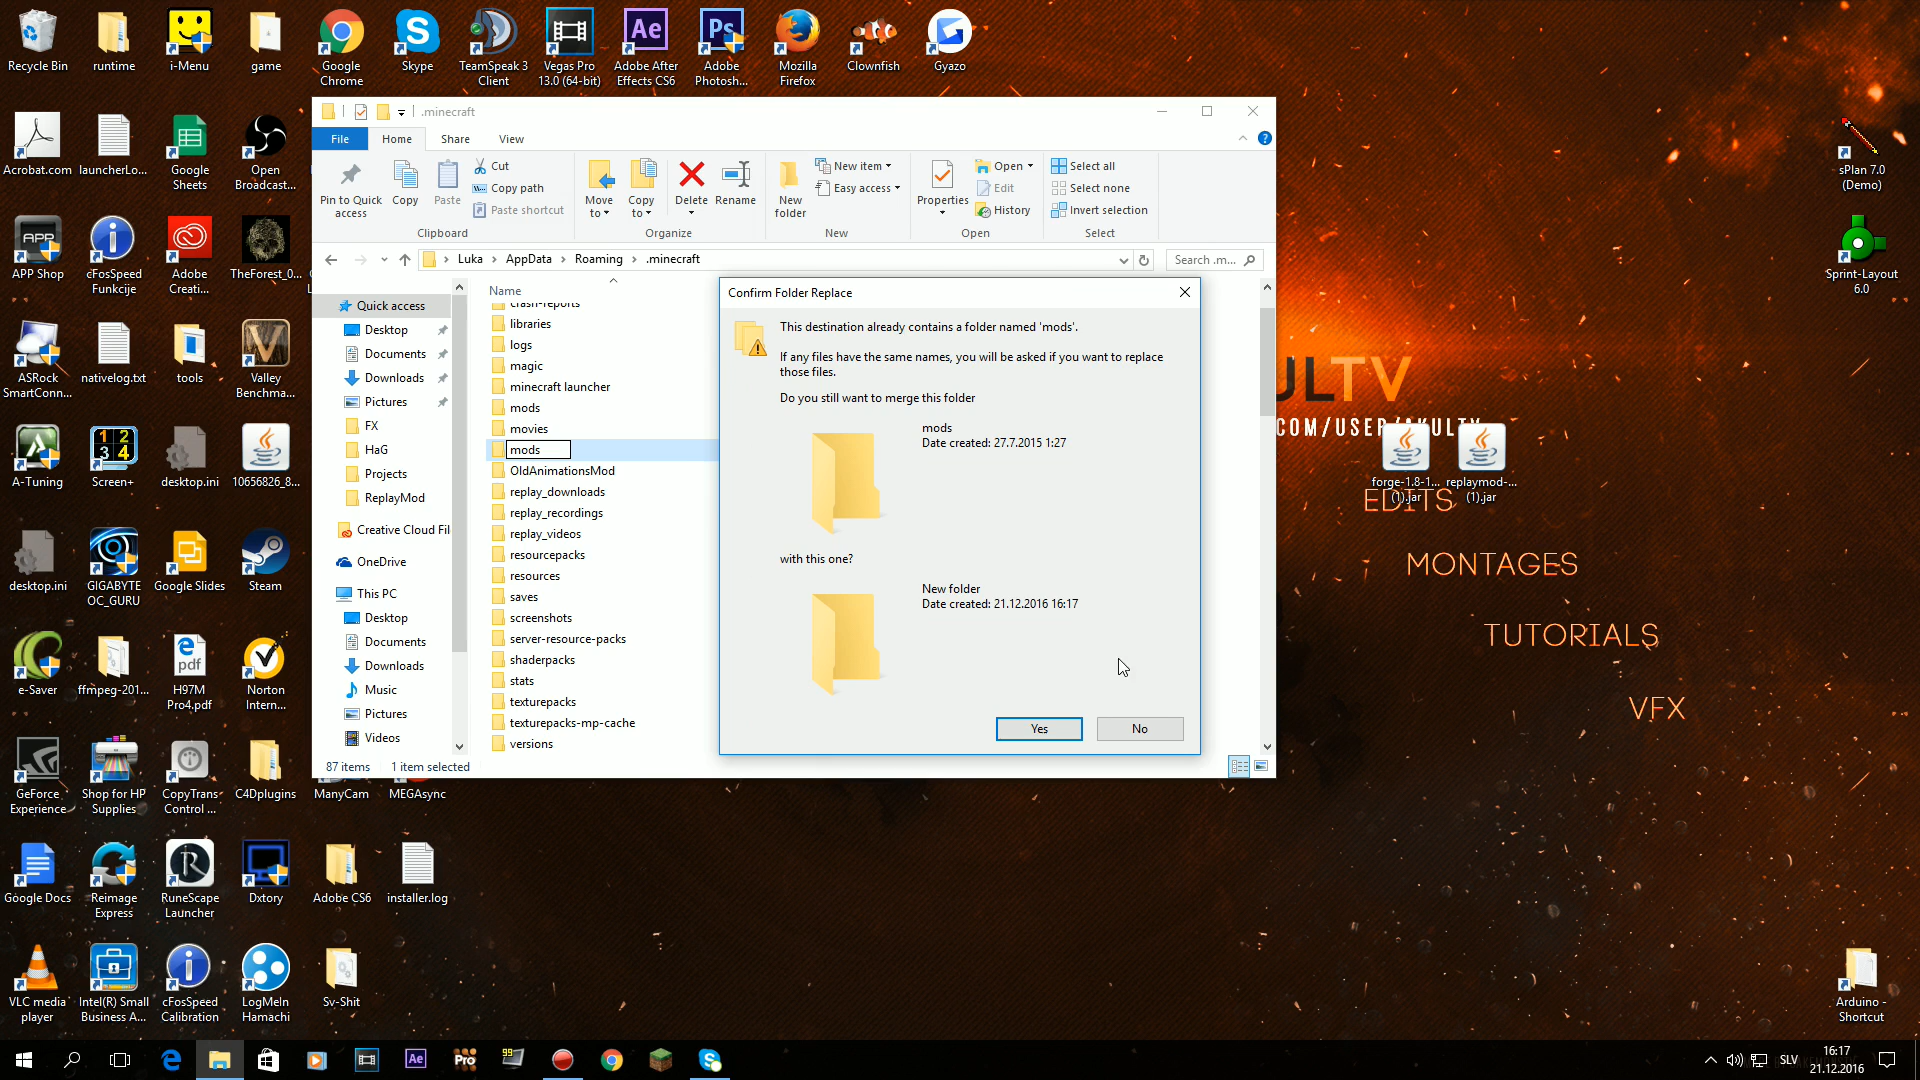 Recycle Bin
runtime
i-Menu
game
Google
Chrome
Skype
TeamSpeak 3
Client
Vegas Pro
13.0 (64-bit)
Adobe After
Effects CS6
Adobe
Photosh...
Mozilla
Firefox
Clownfish
Gyazo
.minecraft
File
Home
Share
View
Pin to Quick
access
Copy
Paste
Cut
Copy path
Paste shortcut
Clipboard
Move
to
Copy
to
Delete
Rename
Organize
New
folder
New item
Easy access
New
Properties
Open
Edit
History
Open
Select all
Select none
Invert selection
Select
Luka
AppData
Roaming
.minecraft
Search .m...
Quick access
Desktop
Documents
Downloads
Pictures
FX
HaG
Projects
ReplayMod
Creative Cloud Fil
OneDrive
This PC
Desktop
Documents
Downloads
Music
Pictures
Videos
Name
crash-reports
libraries
logs
magic
minecraft launcher
mods
movies
mods
OldAnimationsMod
replay_downloads
replay_recordings
replay_videos
resourcepacks
resources
saves
screenshots
server-resource-packs
shaderpacks
stats
texturepacks
texturepacks-mp-cache
versions
87 items
1 item selected
Confirm Folder Replace
This destination already contains a folder named 'mods'.
If any files have the same names, you will be asked if you want to replace
those files.
Do you still want to merge this folder
mods
Date created: 27.7.2015 1:27
with this one?
New folder
Date created: 21.12.2016 16:17
Yes
No
Acrobat.com
launcherLo...
Google
Sheets
Open
Broadcast...
APP Shop
cFosSpeed
Funkcije
Adobe
Creati...
TheForest_0...
ASRock
SmartConn...
nativelog.txt
tools
Valley
Benchma...
A-Tuning
Screen+
desktop.ini
10656826_8...
desktop.ini
GIGABYTE
OC_GURU
Google Slides
Steam
e-Saver
ffmpeg-201...
H97M
Pro4.pdf
Norton
Intern...
GeForce
Experience
Shop for HP
Supplies
CopyTrans
Control ...
C4Dplugins
ManyCam
MEGAsync
Google Docs
Reimage
Express
RuneScape
Launcher
Dxtory
Adobe CS6
installer.log
VLC media
player
Intel(R) Small
Business A...
cFosSpeed
Calibration
LogMeIn
Hamachi
Sv-Shit
sPlan 7.0
(Demo)
Sprint-Layout
6.0
ULTV
COM/USER/AKULTV
forge-1.8-1...
(1).jar
replaymod-...
(1).jar
EDITS
MONTAGES
TUTORIALS
VFX
Arduino -
Shortcut
SLV
16:17
21.12.2016